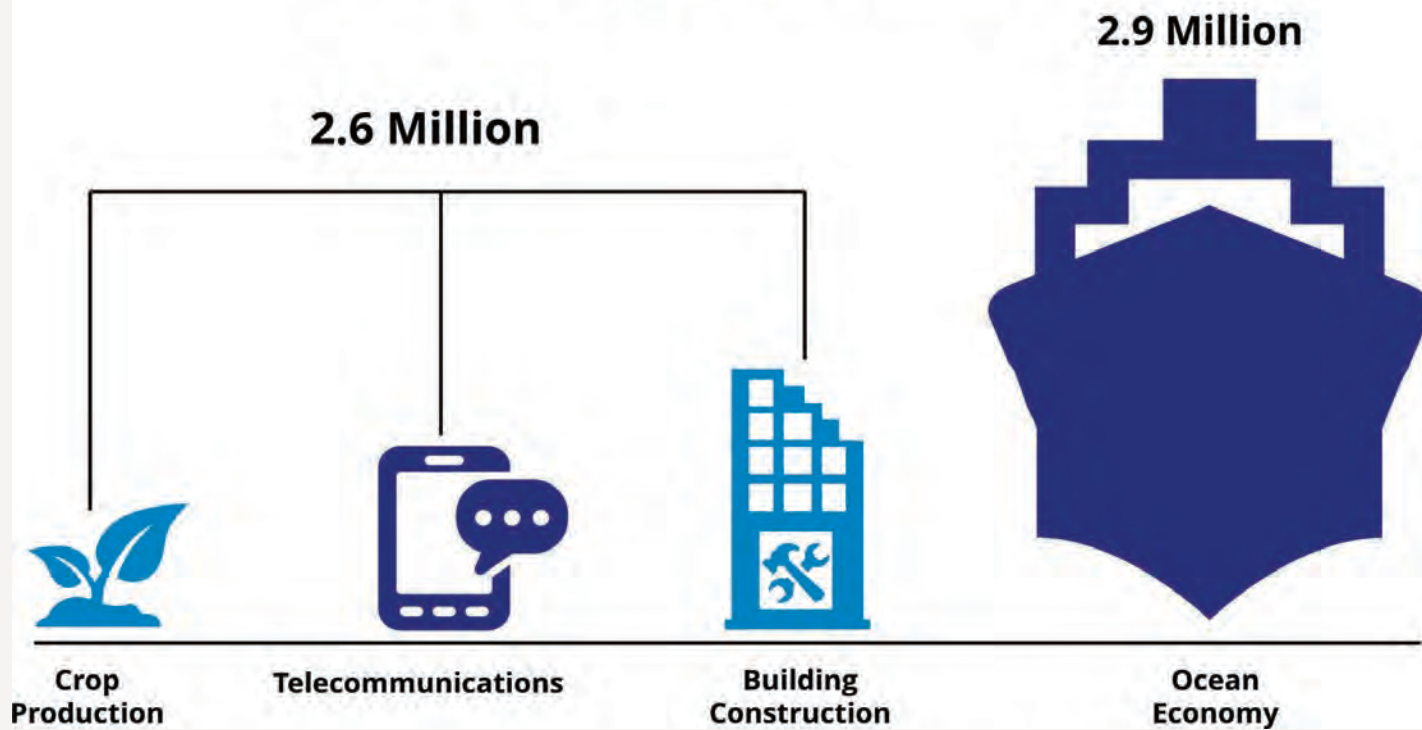 2.9 Million
2.6 Million
Crop
Production
Telecommunications
Building
Construction
Ocean
Economy